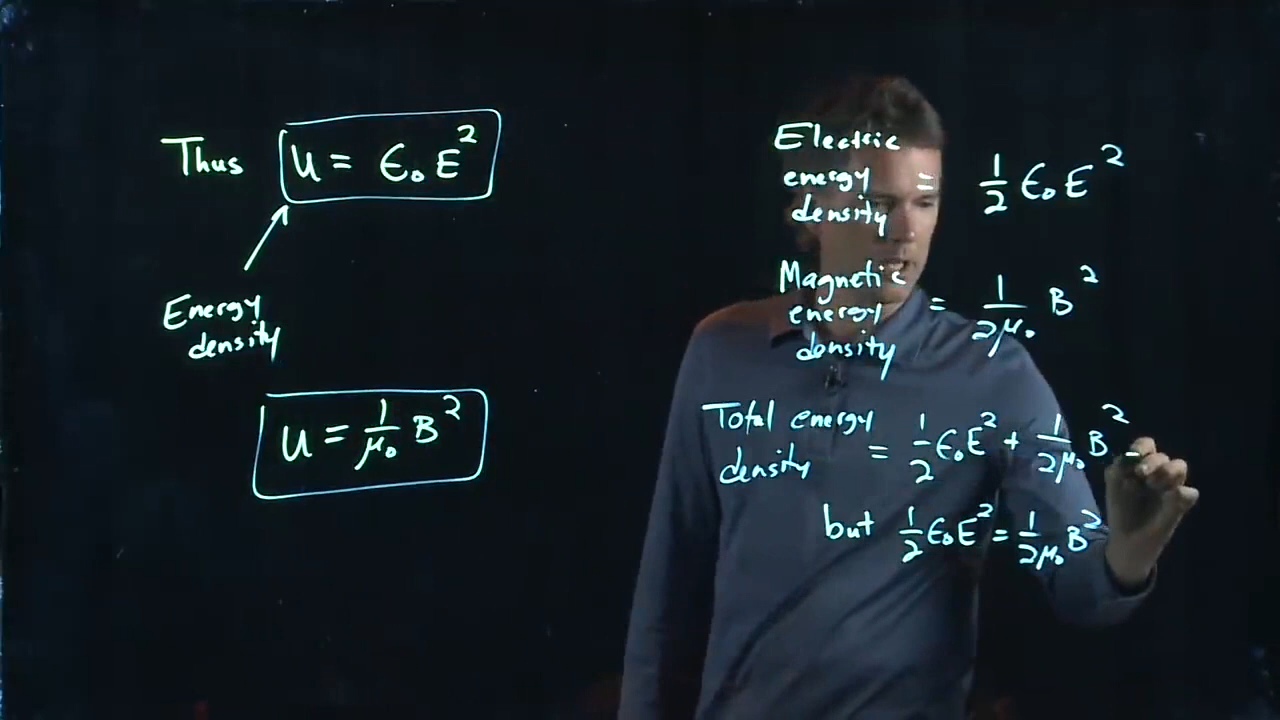 Thus U = ϵ₀E²
Energy
density
U = 1/μ₀ B²
Electric
energy = 1/2 ϵ₀E²
density
Magnetic
energy = 1/2μ₀ B²
density
Total energy
density = 1/2 ϵ₀E² + 1/2μ₀ B² -
but 1/2 ϵ₀E² = 1/2μ₀ B²